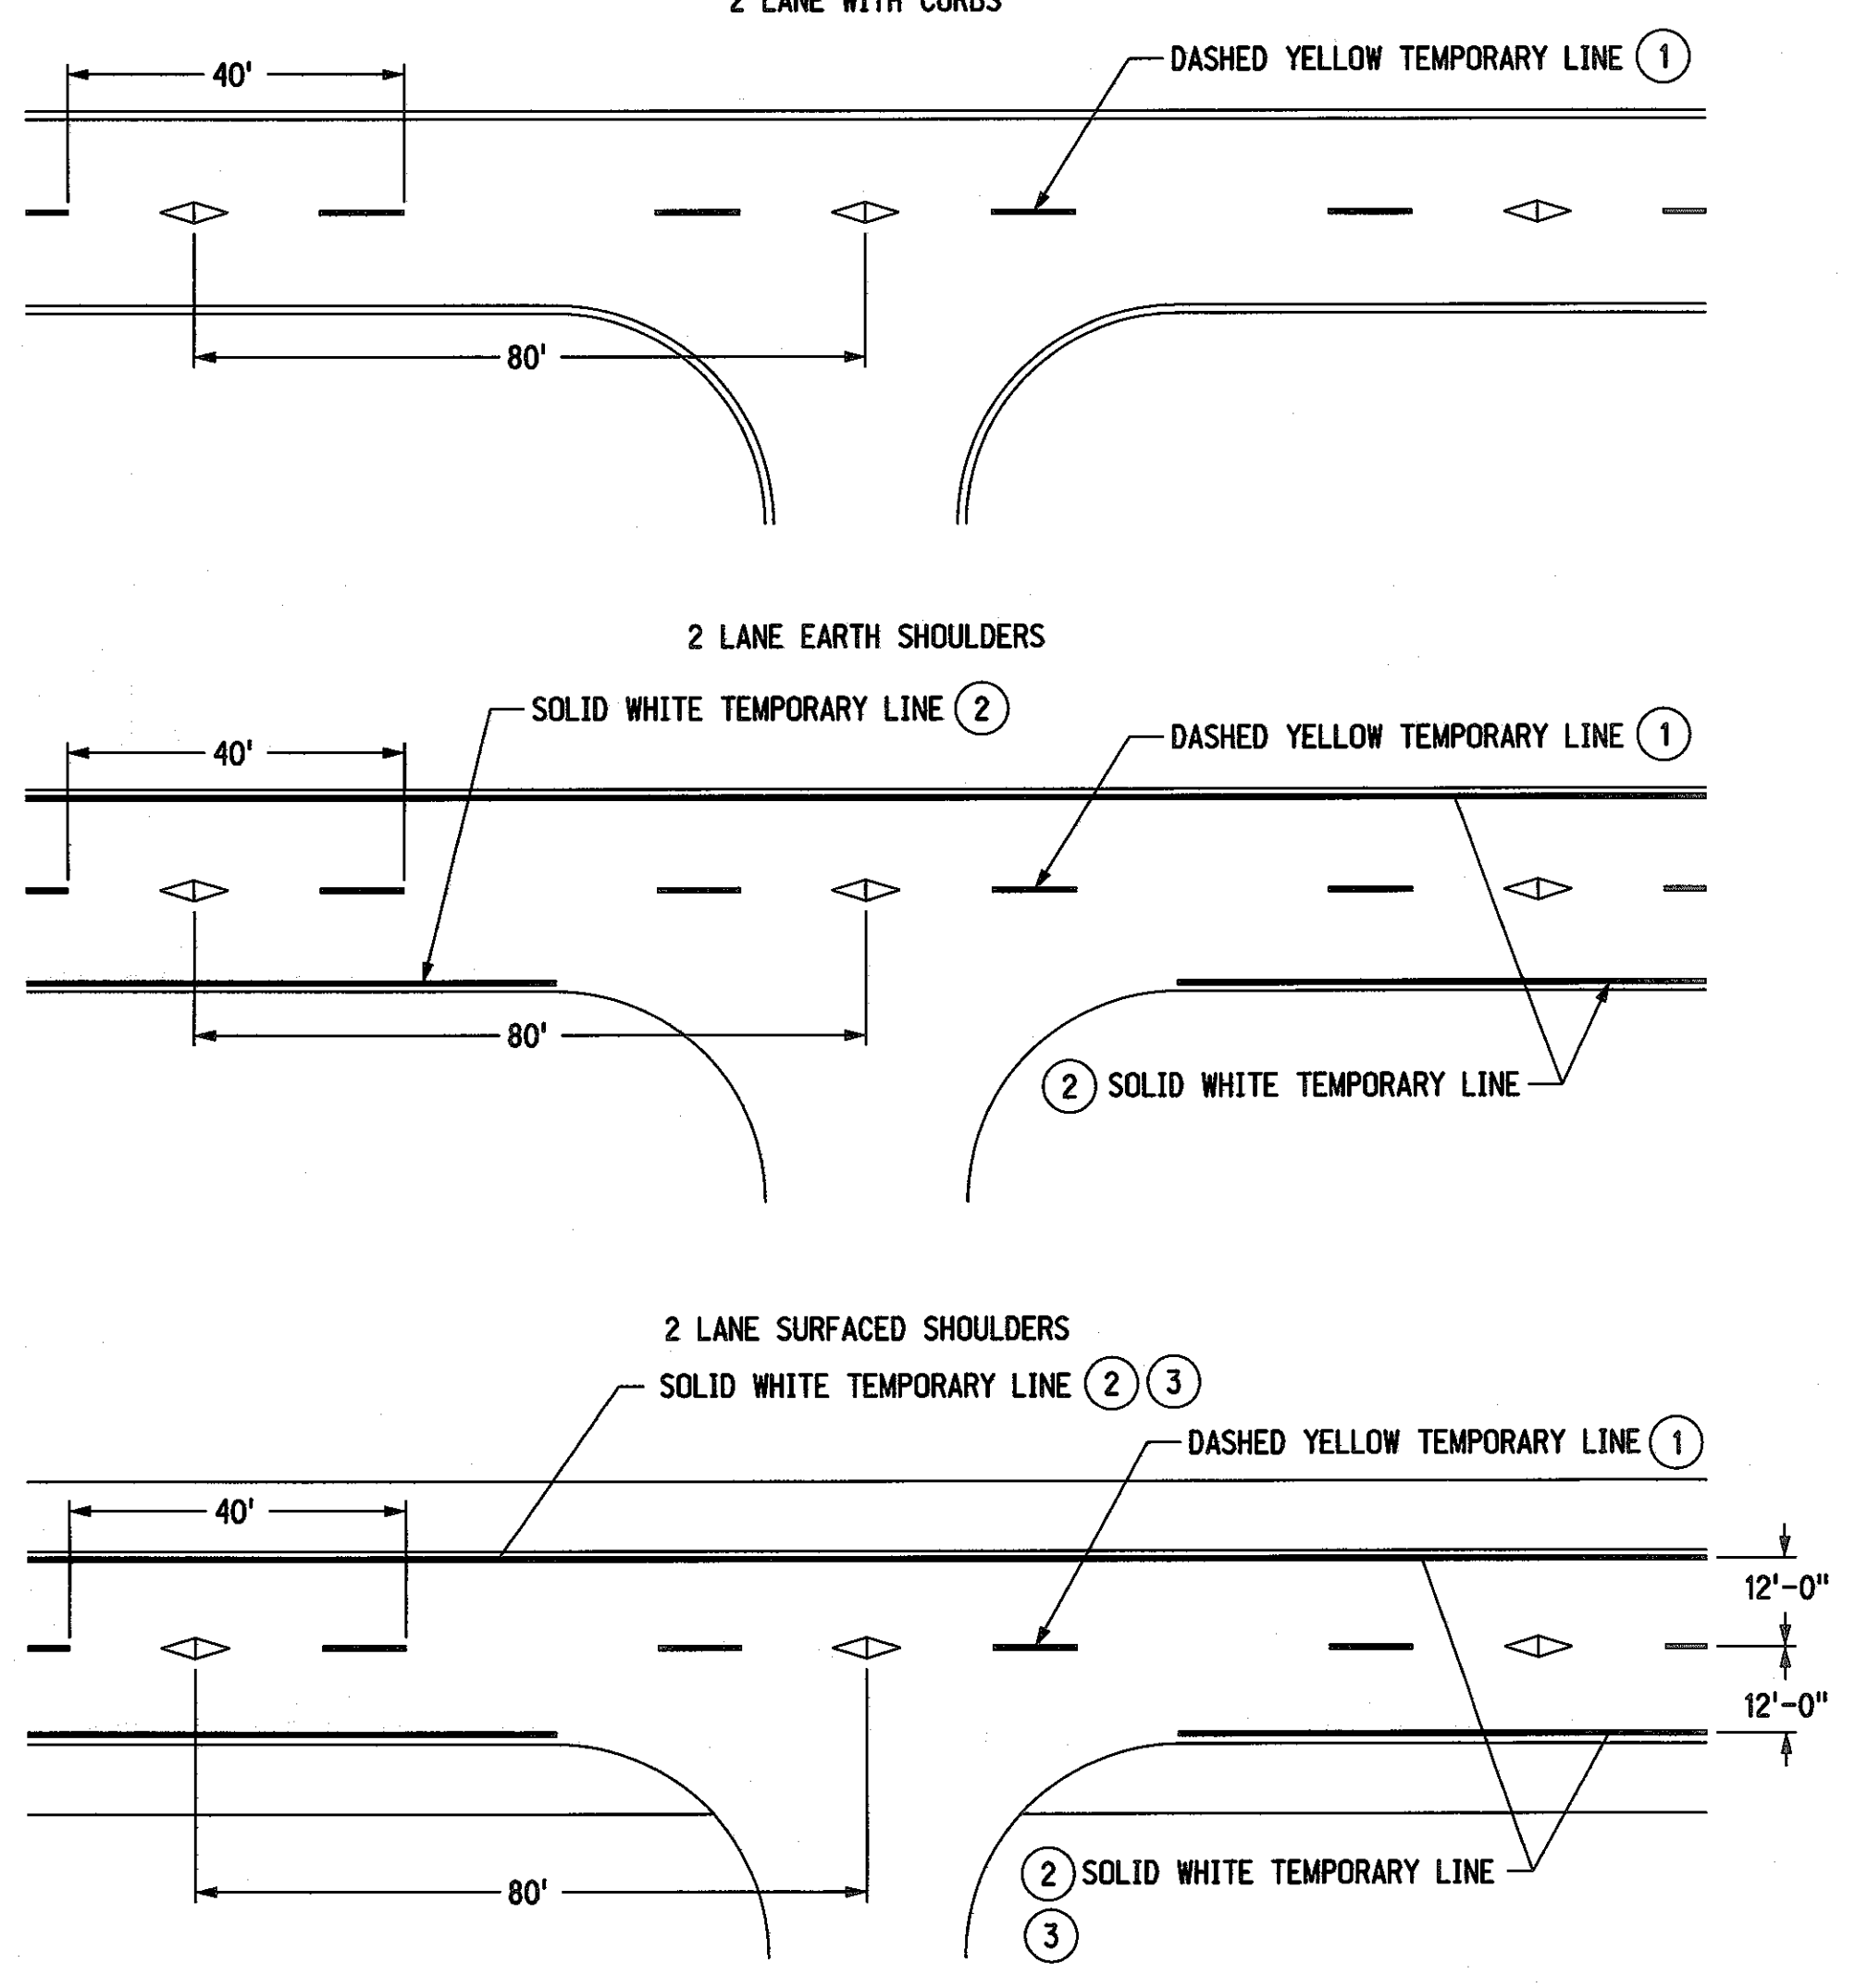 2 LANE WITH CURBS
DASHED YELLOW TEMPORARY LINE 1
40'
80'
2 LANE EARTH SHOULDERS
SOLID WHITE TEMPORARY LINE 2
DASHED YELLOW TEMPORARY LINE 1
40'
80'
2 SOLID WHITE TEMPORARY LINE
2 LANE SURFACED SHOULDERS
SOLID WHITE TEMPORARY LINE 2 3
DASHED YELLOW TEMPORARY LINE 1
40'
12'-0"
12'-0"
80'
2 SOLID WHITE TEMPORARY LINE
3